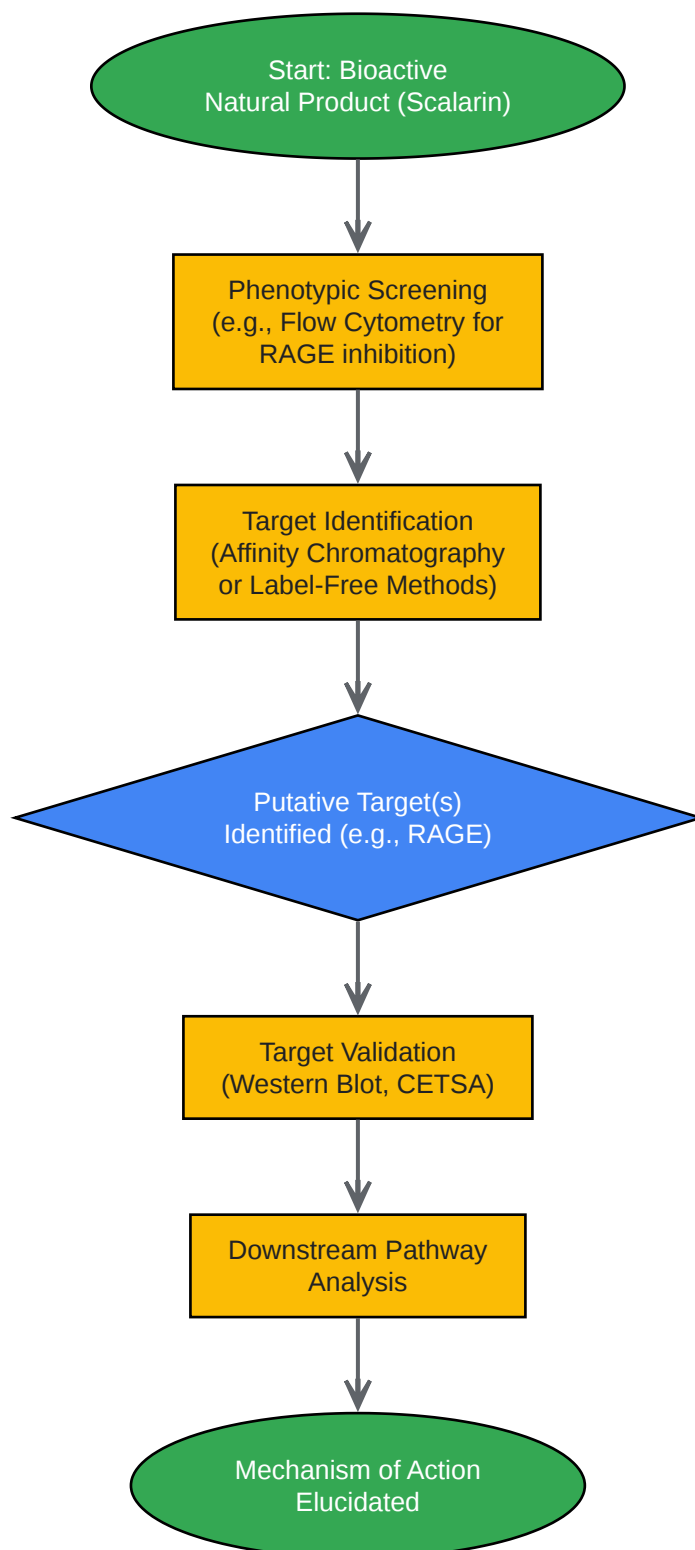 Start: Bioactive
Natural Product (Scalarin)
Phenotypic Screening
(e.g., Flow Cytometry for
RAGE inhibition)
Target Identification
(Affinity Chromatography
or Label-Free Methods)
Putative Target(s)
Identified (e.g., RAGE)
Target Validation
(Western Blot, CETSA)
Downstream Pathway
Analysis
Mechanism of Action
Elucidated